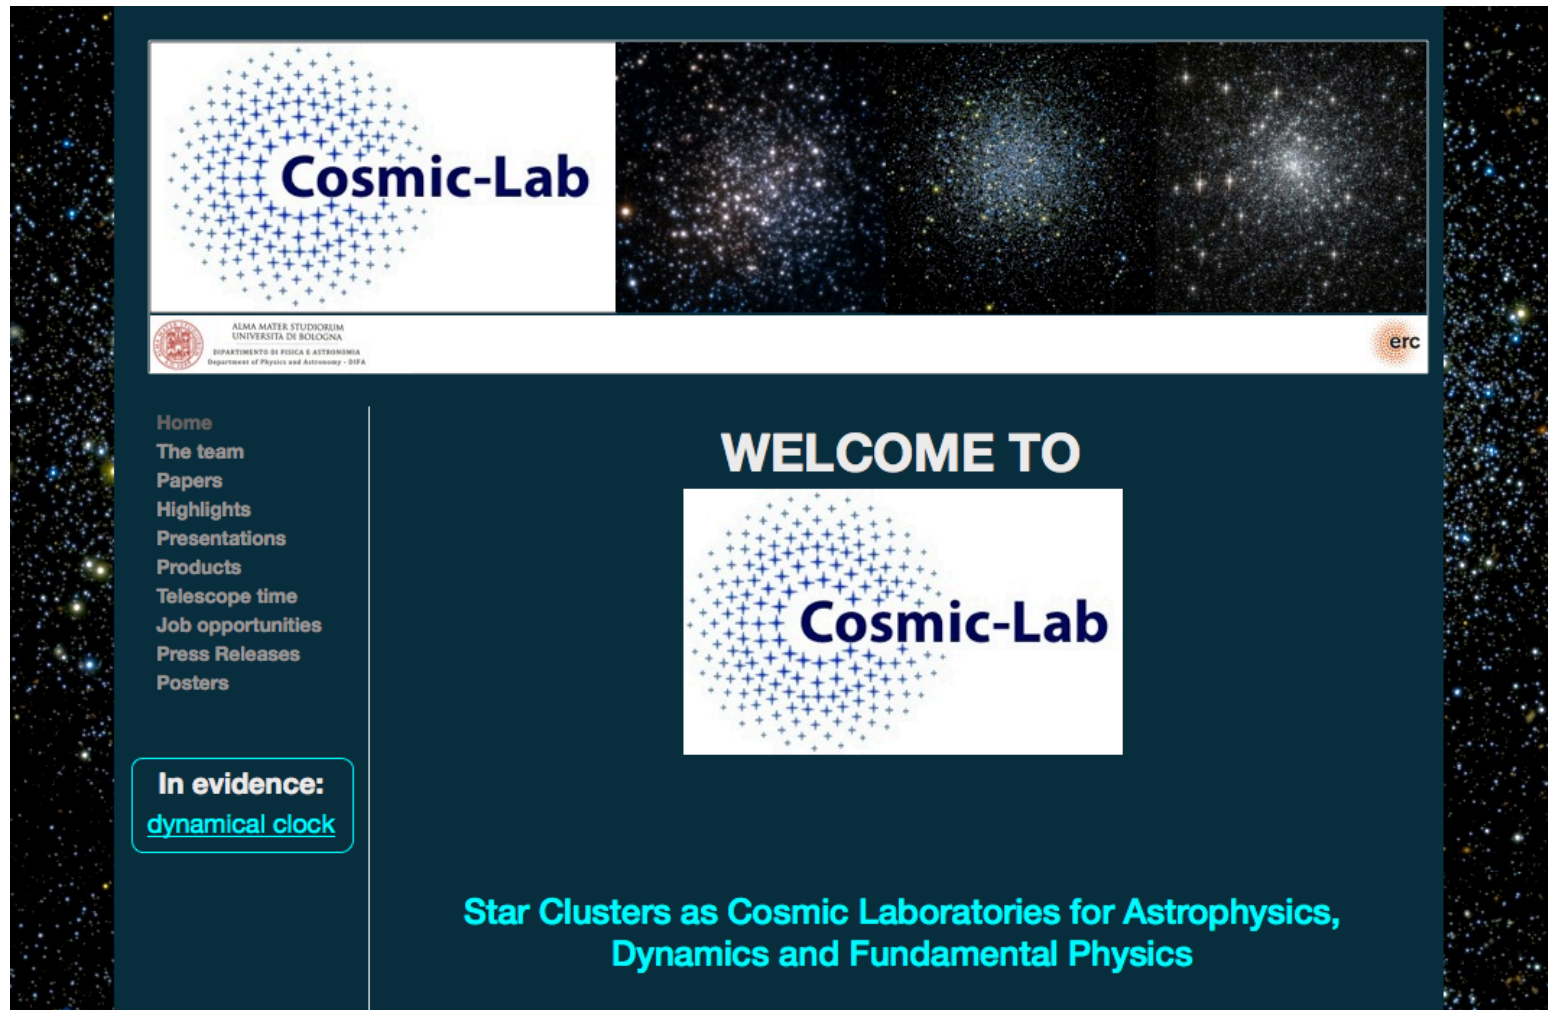 Cosmic-Lab
ALMA MATER STUDIORUM
UNIVERSITA DI BOLOGNA
DIPARTIMENTO DI FISICA E ASTRONOMIA
Department of Physics and Astronomy - DIFA
erc
Home
The team
Papers
Highlights
Presentations
Products
Telescope time
Job opportunities
Press Releases
Posters
In evidence:
dynamical clock
WELCOME TO
Cosmic-Lab
Star Clusters as Cosmic Laboratories for Astrophysics,
Dynamics and Fundamental Physics